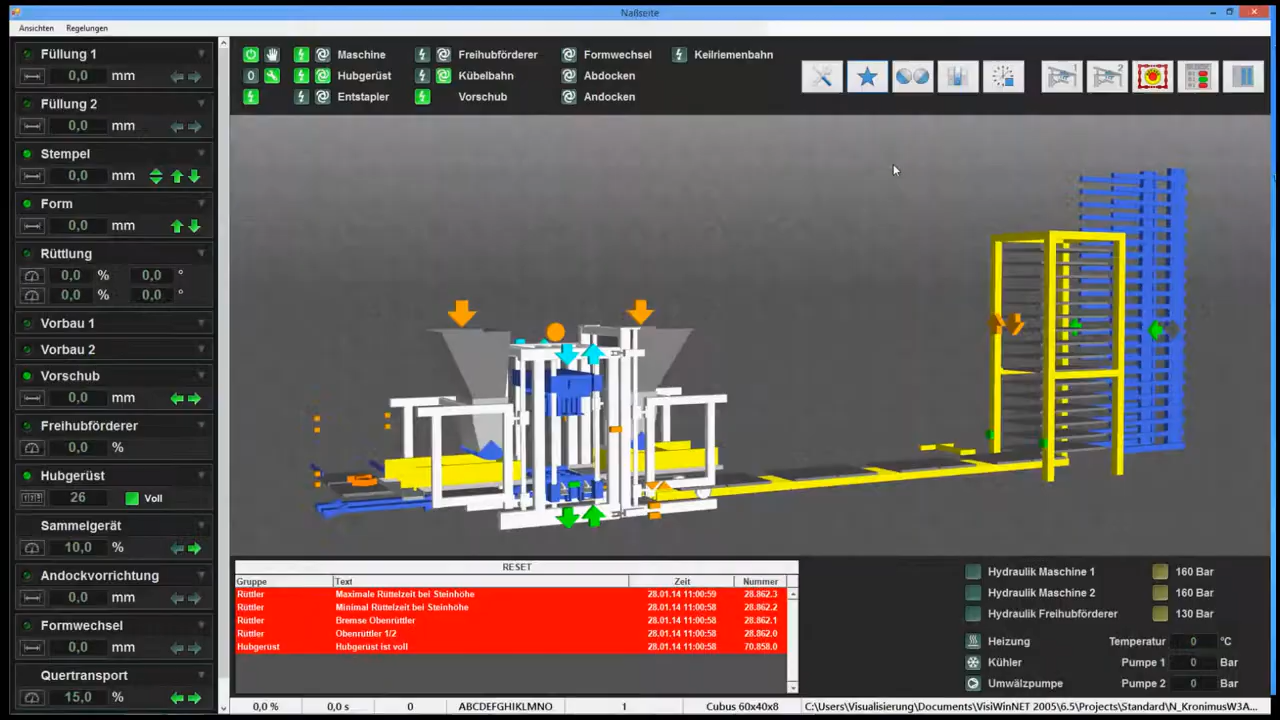 Naßseite
Ansichten Regelungen
Füllung 1
0,0 mm
Füllung 2
0,0 mm
Stempel
0,0 mm
Form
0,0 mm
Rüttlung
0,0 % 0,0 °
0,0 % 0,0 °
Vorbau 1
Vorbau 2
Vorschub
0,0 mm
Freihubförderer
0,0 %
Hubgerüst
26 Voll
Sammelgerät
10,0 %
Andockvorrichtung
0,0 mm
Formwechsel
0,0 mm
Quertransport
15,0 %
Maschine Freihubförderer Formwechsel Keilriemenbahn
0 Hubgerüst Kübelbahn Abdocken
Entstapler Vorschub Andocken
1 2
RESET
Gruppe Text Zeit Nummer
Rüttler Maximale Rüttelzeit bei Steinhöhe 28.01.14 11:00:59 28.862.3
Rüttler Minimal Rüttelzeit bei Steinhöhe 28.01.14 11:00:58 28.862.2
Rüttler Bremse Obenrüttler 28.01.14 11:00:58 28.862.1
Rüttler Obenrüttler 1/2 28.01.14 11:00:58 28.862.0
Hubgerüst Hubgerüst ist voll 28.01.14 11:00:58 70.858.0
Hydraulik Maschine 1 160 Bar
Hydraulik Maschine 2 160 Bar
Hydraulik Freihubförderer 130 Bar
Heizung Temperatur 0 °C
Kühler Pumpe 1 0 Bar
Umwälzpumpe Pumpe 2 0 Bar
0,0 % 0,0 s 0 ABCDEFGHIKLMNO 1 Cubus 60x40x8 C:\Users\Visualisierung\Documents\VisiWinNET 2005\6.5\Projects\Standard\N_KronimusW3A...